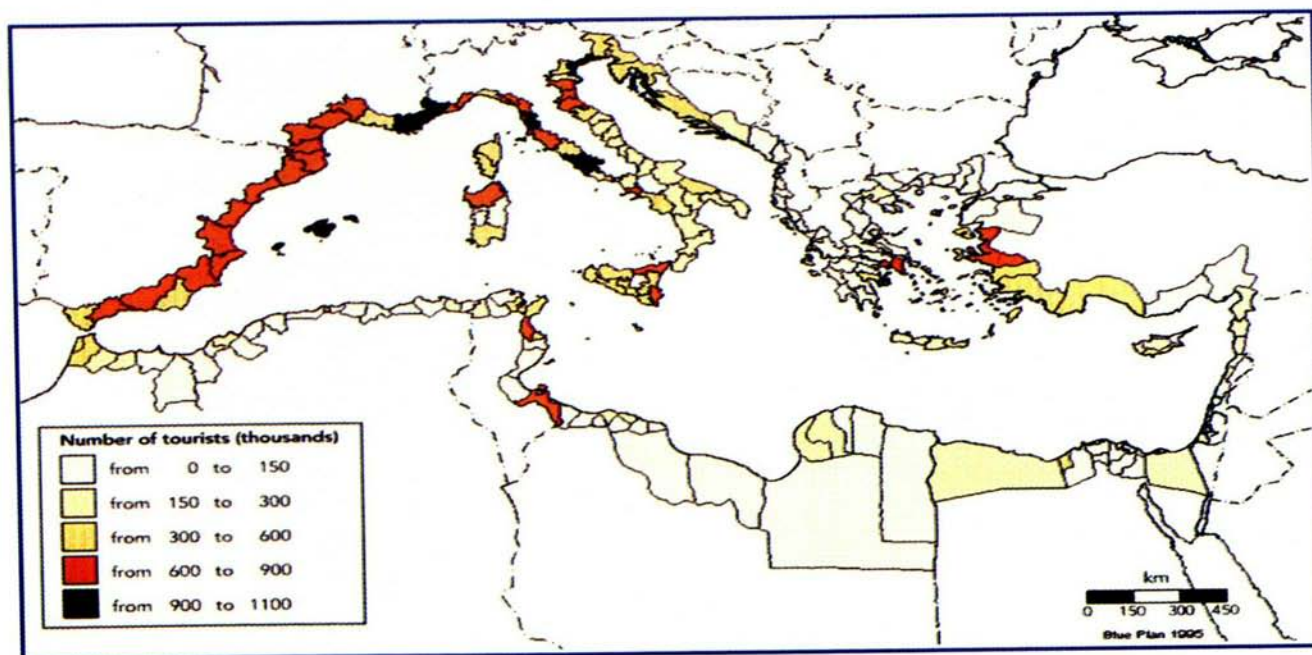 Number of tourists (thousands)
from 0 to 150
from 150 to 300
from 300 to 600
from 600 to 900
from 900 to 1100
km
0 150 300 450
Blue Plan 1995